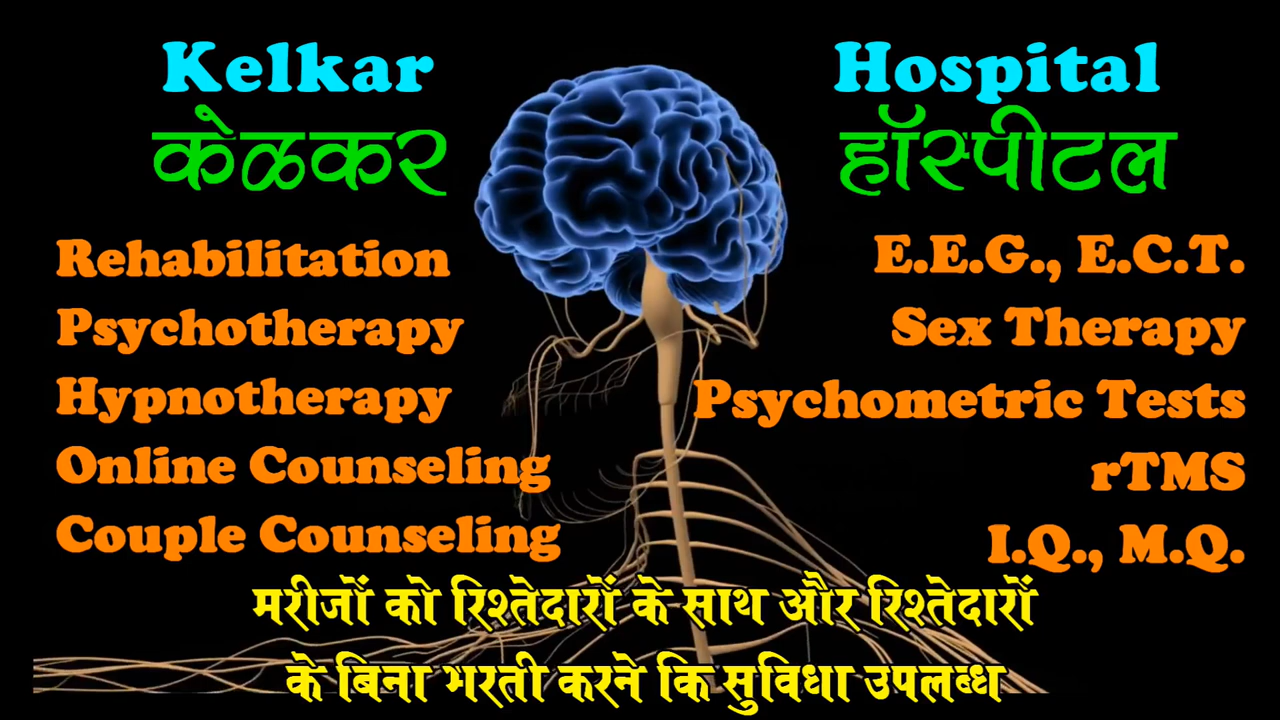 Kelkar Hospital
केळकर हॉस्पीटल
Rehabilitation
Psychotherapy
Hypnotherapy
Online Counseling
Couple Counseling
E.E.G., E.C.T.
Sex Therapy
Psychometric Tests
rTMS
I.Q., M.Q.
मरीजों को रिश्तेदारों के साथ और रिश्तेदारों
के बिना भरती करने कि सुविधा उपलब्ध